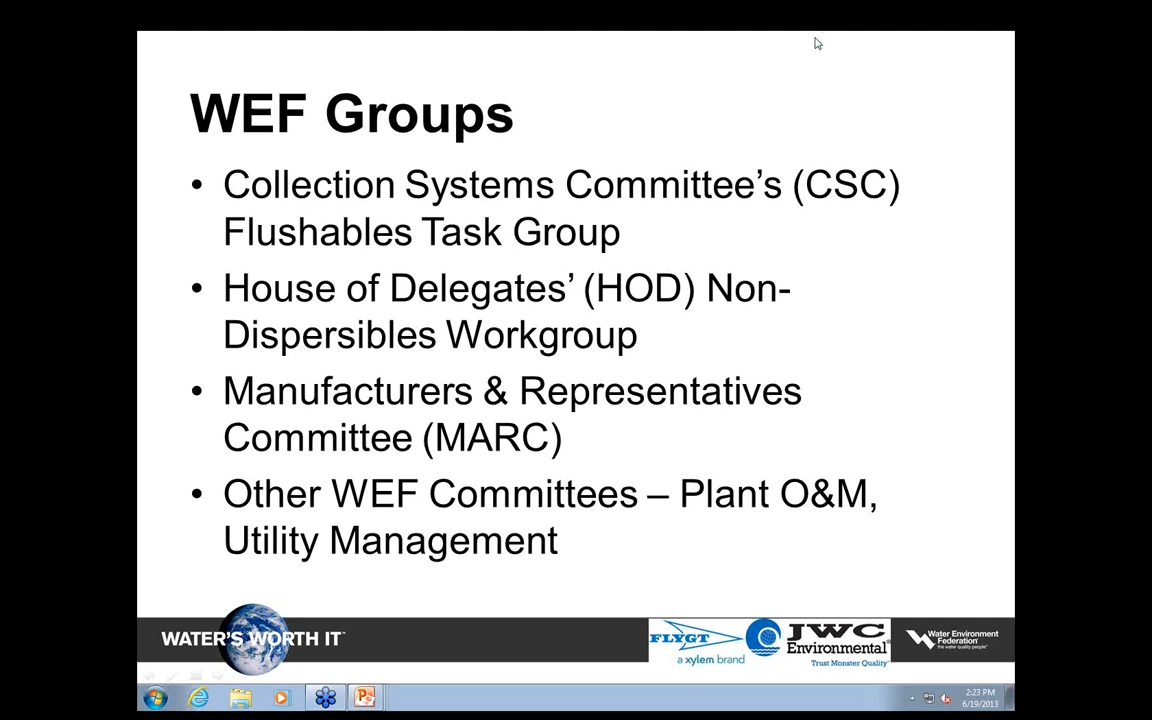 WEF Groups
• Collection Systems Committee’s (CSC)
Flushables Task Group
• House of Delegates’ (HOD) Non-
Dispersibles Workgroup
• Manufacturers & Representatives
Committee (MARC)
• Other WEF Committees – Plant O&M,
Utility Management
WATER'S WORTH IT™
FLYGT
a xylem brand
JWC
Environmental®
Trust Monster Quality™
Water Environment
Federation®
the water quality people®
2:23 PM
6/19/2013